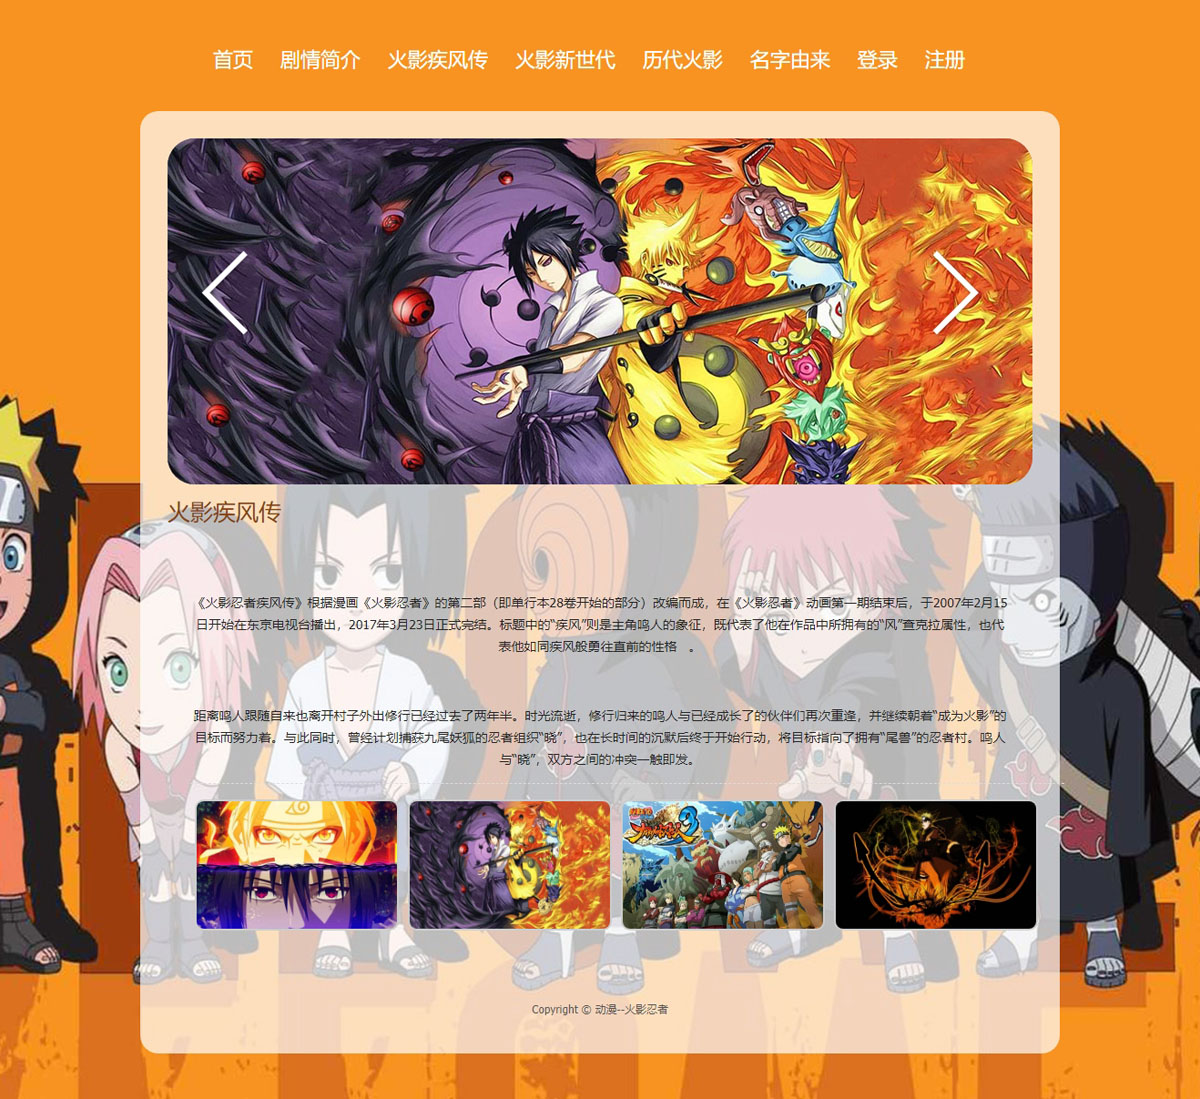 首页 剧情简介 火影疾风传 火影新世代 历代火影 名字由来 登录 注册
火影疾风传
《火影忍者疾风传》根据漫画《火影忍者》的第二部（即单行本28卷开始的部分）改编而成，在《火影忍者》动画第一期结束后，于2007年2月15
日开始在东京电视台播出，2017年3月23日正式完结。标题中的“疾风”则是主角鸣人的象征，既代表了他在作品中所拥有的“风”查克拉属性，也代
表他如同疾风般勇往直前的性格 。
距离鸣人跟随自来也离开村子外出修行已经过去了两年半。时光流逝，修行归来的鸣人与已经成长了的伙伴们再次重逢，并继续朝着“成为火影”的
目标而努力着。与此同时，曾经计划捕获九尾妖狐的忍者组织“晓”，也在长时间的沉默后终于开始行动，将目标指向了拥有“尾兽”的忍者村。鸣人
与“晓”，双方之间的冲突一触即发。
Copyright © 动漫--火影忍者